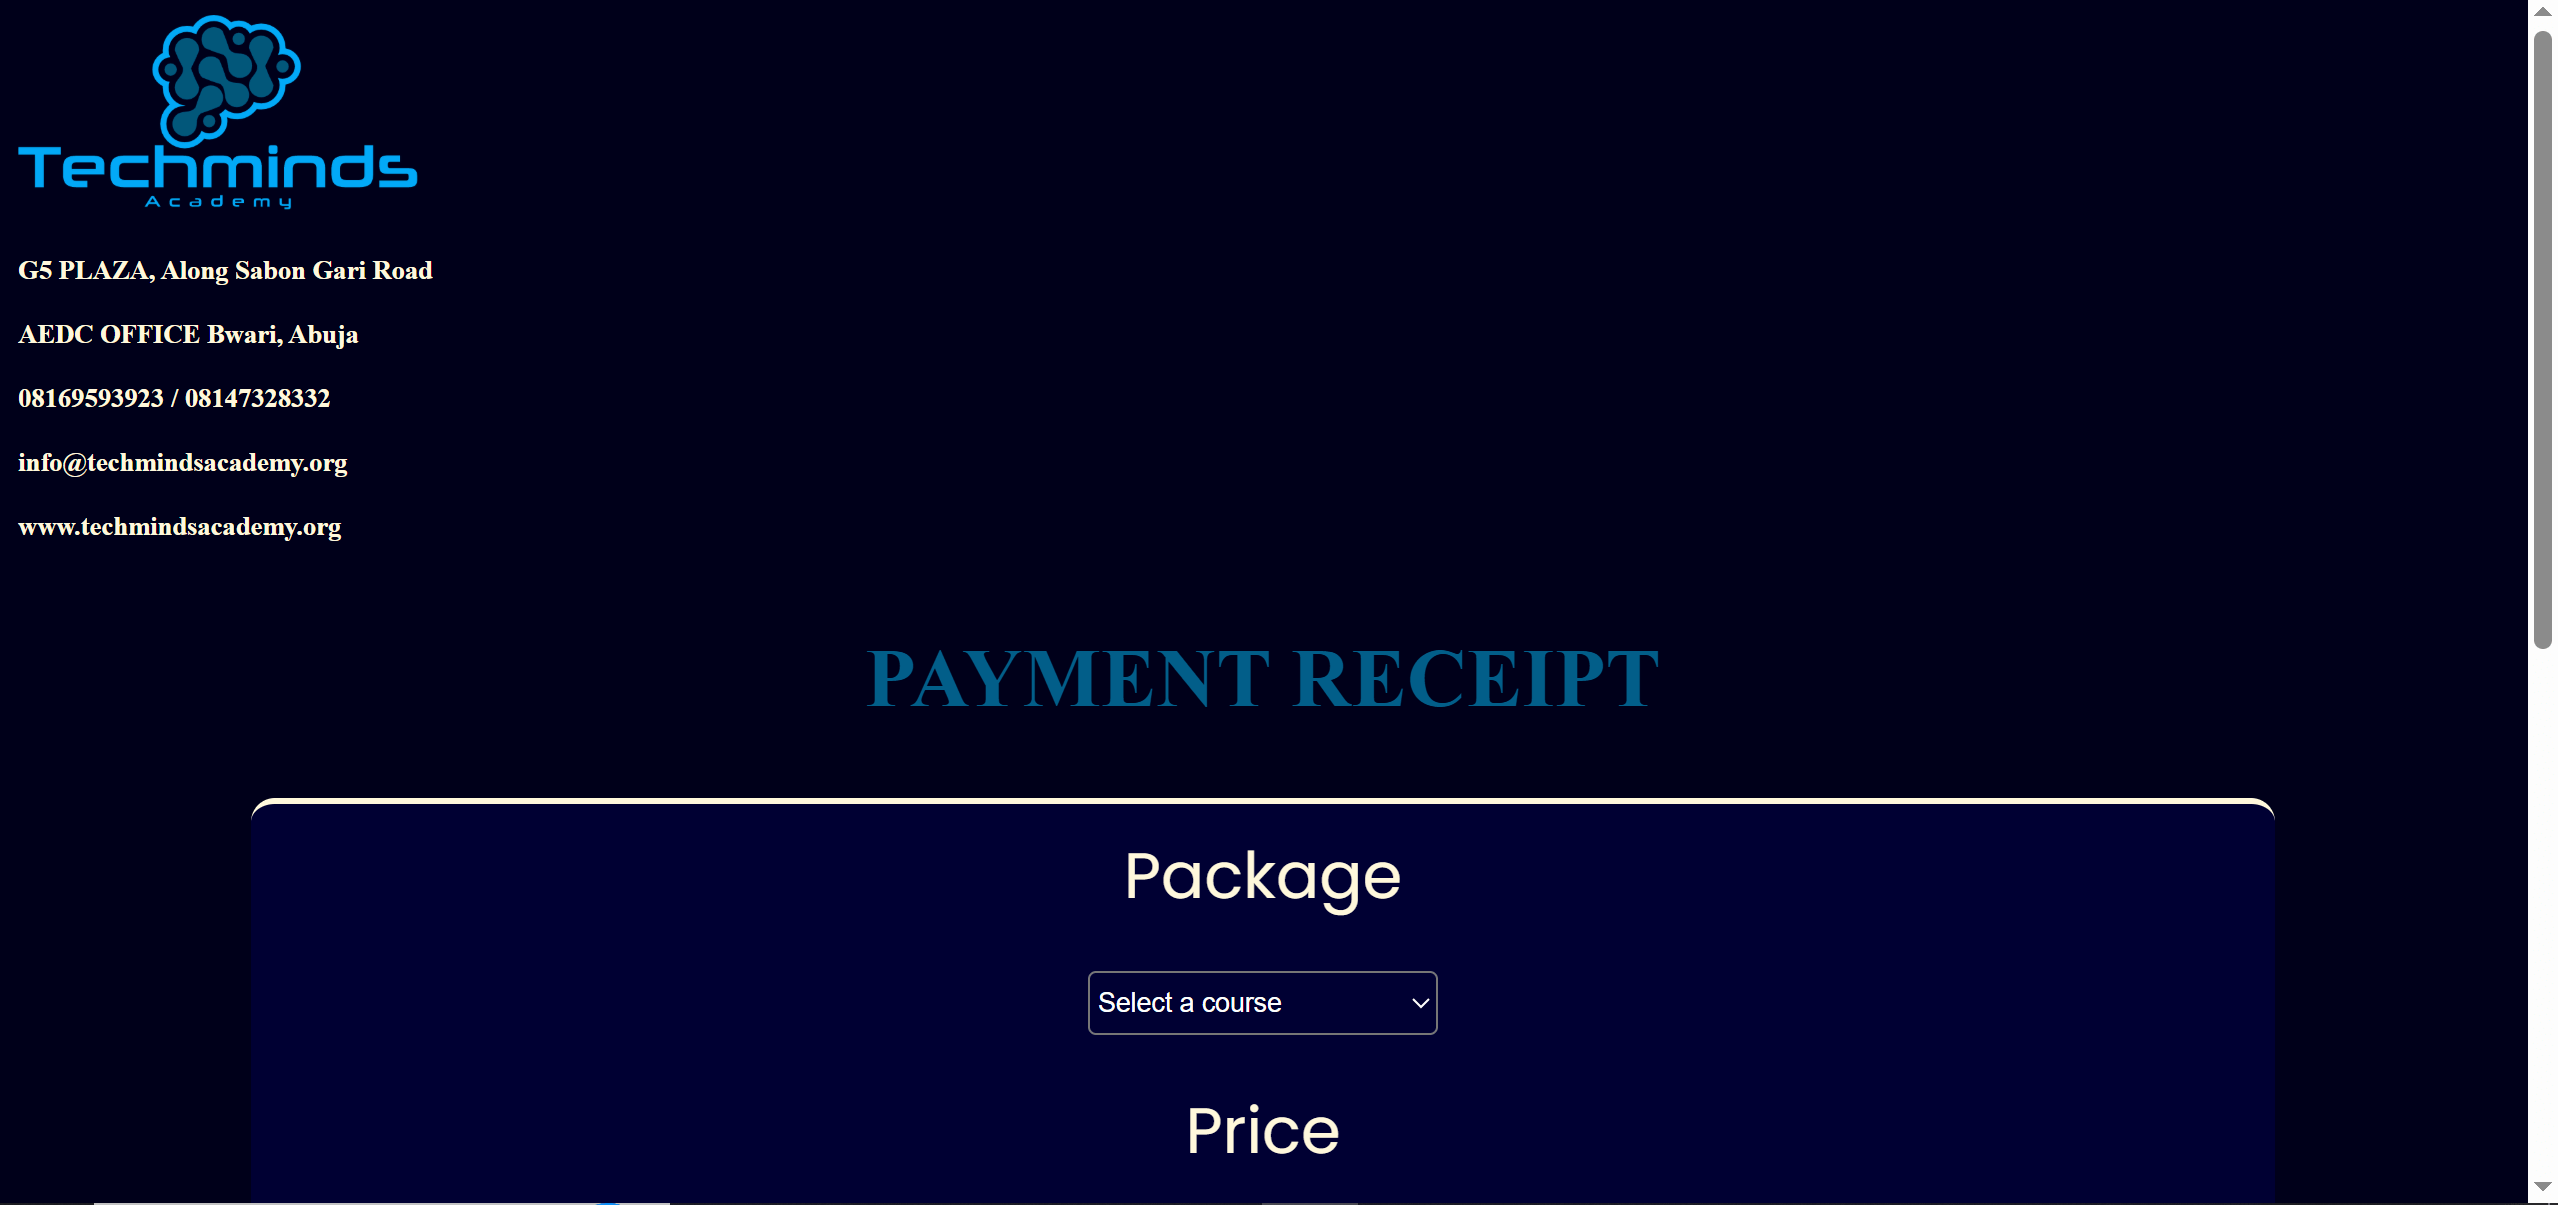 Techminds
Academy
G5 PLAZA, Along Sabon Gari Road
AEDC OFFICE Bwari, Abuja
08169593923 / 08147328332
info@techmindsacademy.org
www.techmindsacademy.org
PAYMENT RECEIPT
Package
Select a course
Price